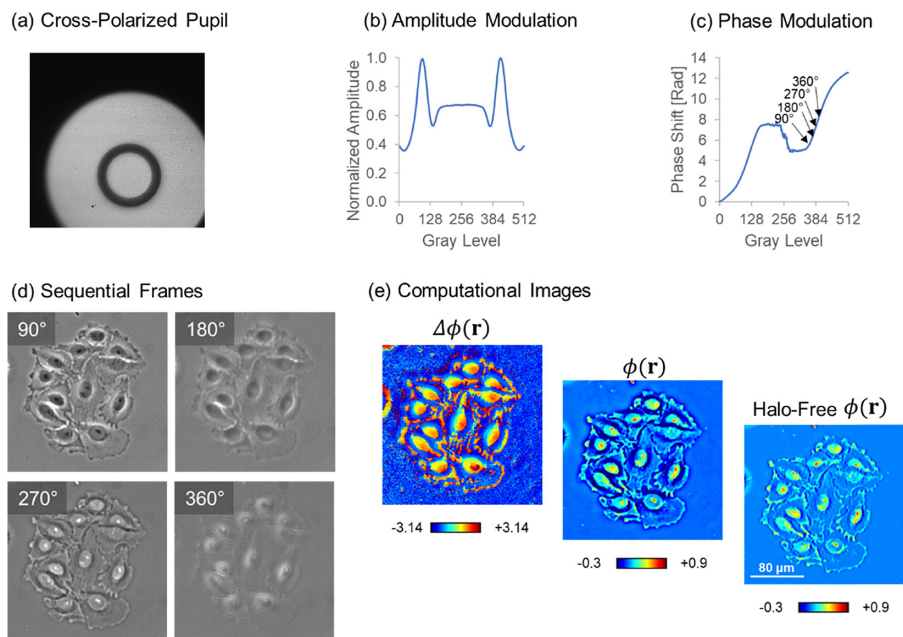 (a) Cross-Polarized Pupil
(b) Amplitude Modulation
Normalized Amplitude
1.0
0.8
0.6
0.4
0.2
0.0
0 128 256 384 512
Gray Level
(c) Phase Modulation
Phase Shift [Rad]
14
12
10
8
6
4
2
0
360°
270°
180°
90°
0 128 256 384 512
Gray Level
(d) Sequential Frames
90° 180°
270° 360°
(e) Computational Images
Δϕ(r)
-3.14 +3.14
ϕ(r)
-0.3 +0.9
Halo-Free ϕ(r)
80 µm
-0.3 +0.9